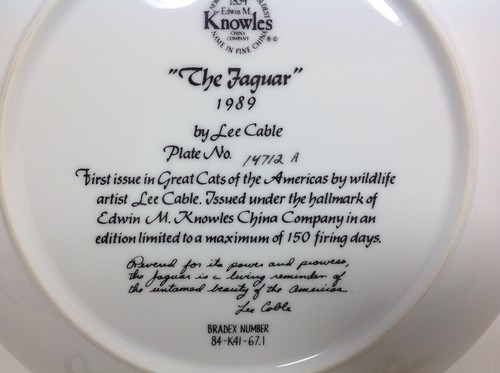 1854
Edwin M.
Knowles
CHINA
COMPANY
NAME IN FINE CHINA
"The Jaguar"
1989
by Lee Cable
Plate No. 14712 A
First issue in Great Cats of the Americas by wildlife
artist Lee Cable. Issued under the hallmark of
Edwin M. Knowles China Company in an
edition limited to a maximum of 150 firing days.
Revered for its power and prowess,
the Jaguar is a living reminder of
the untamed beauty of the Americas.
Lee Cable
BRADEX NUMBER
84-K41-67.1